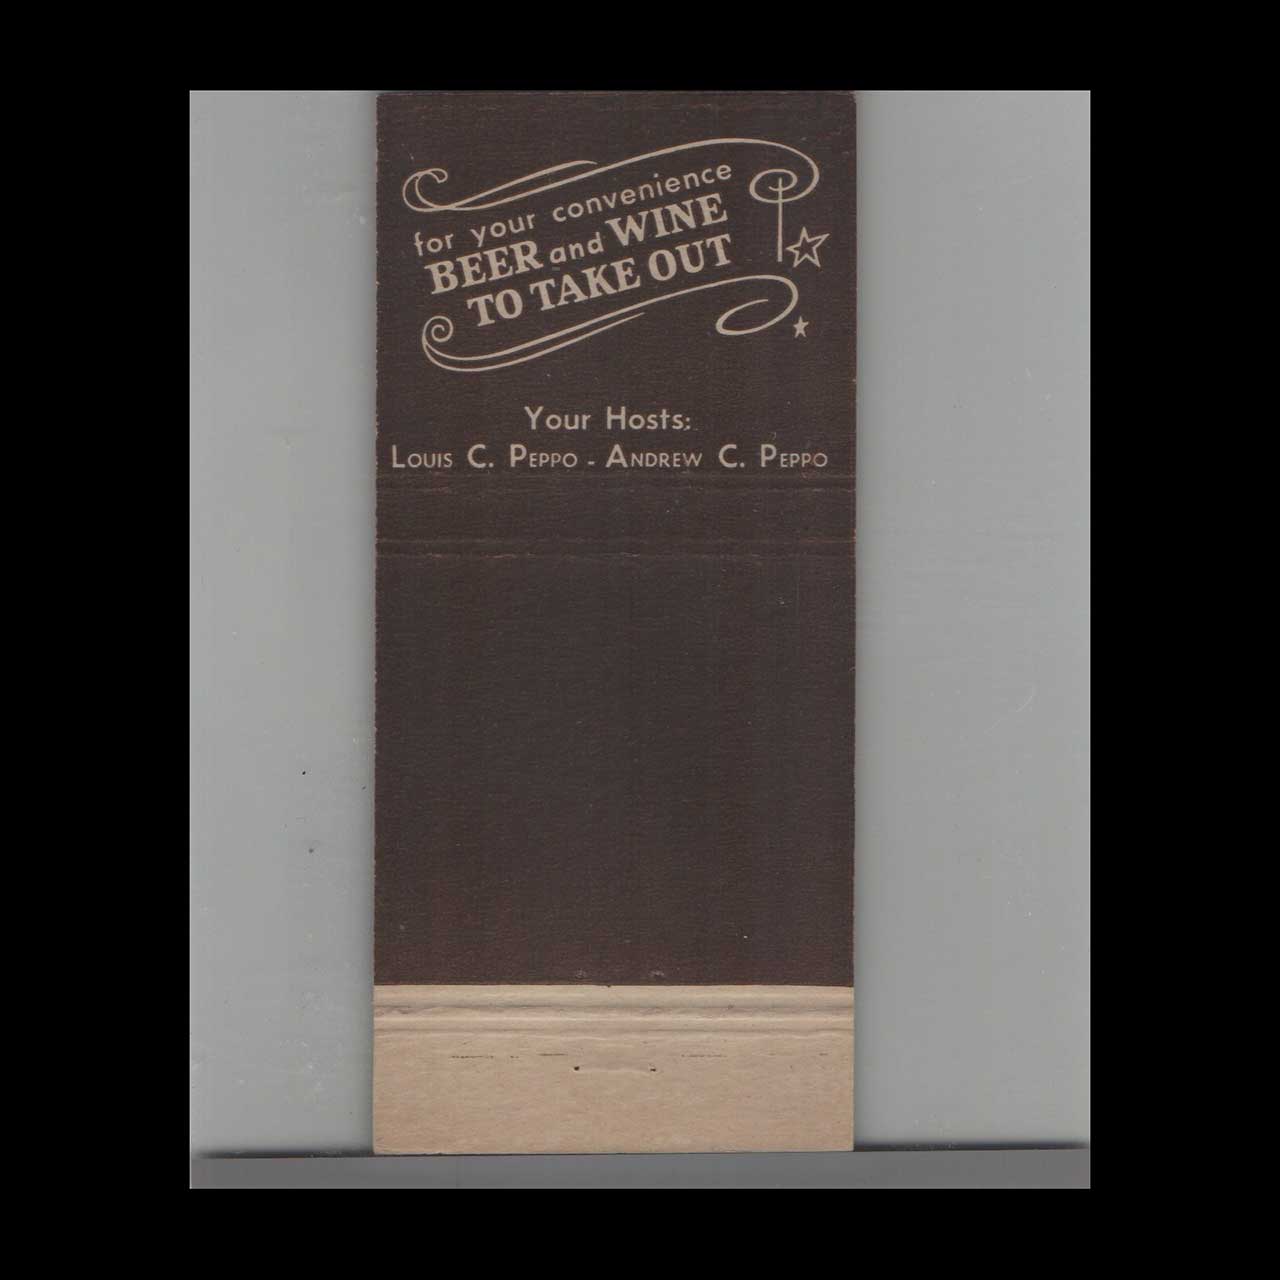 for your convenience
BEER and WINE
TO TAKE OUT
Your Hosts:
Louis C. Peppo - Andrew C. Peppo